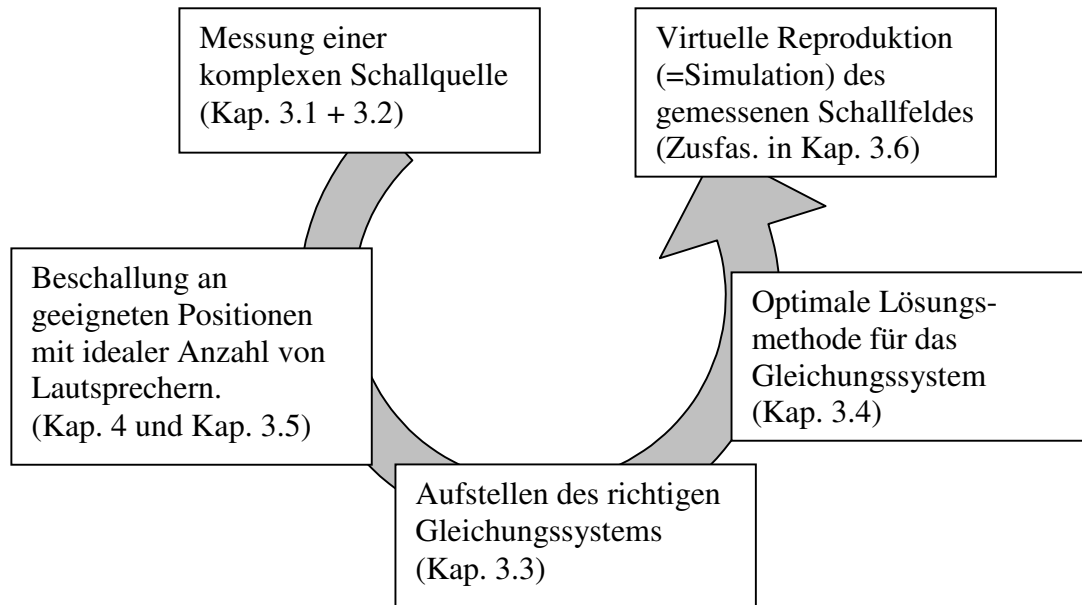 Messung einer
komplexen Schallquelle
(Kap. 3.1 + 3.2)
Beschallung an
geeigneten Positionen
mit idealer Anzahl von
Lautsprechern.
(Kap. 4 und Kap. 3.5)
Aufstellen des richtigen
Gleichungssystems
(Kap. 3.3)
Optimale Lösungs-
methode für das
Gleichungssystem
(Kap. 3.4)
Virtuelle Reproduktion
(=Simulation) des
gemessenen Schallfeldes
(Zusfas. in Kap. 3.6)